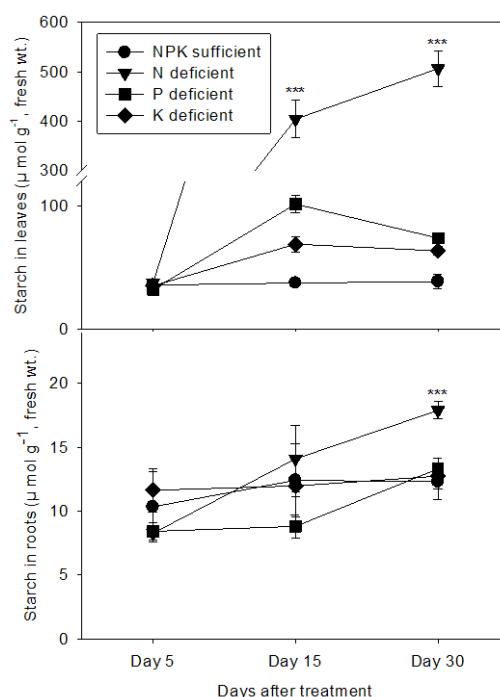 600
500
400
300
100
0
Starch in leaves (μ mol g⁻¹, fresh wt.)
NPK sufficient
N deficient
P deficient
K deficient
***
***
20
15
10
5
0
Starch in roots (μ mol g⁻¹, fresh wt.)
***
Day 5 Day 15 Day 30
Days after treatment